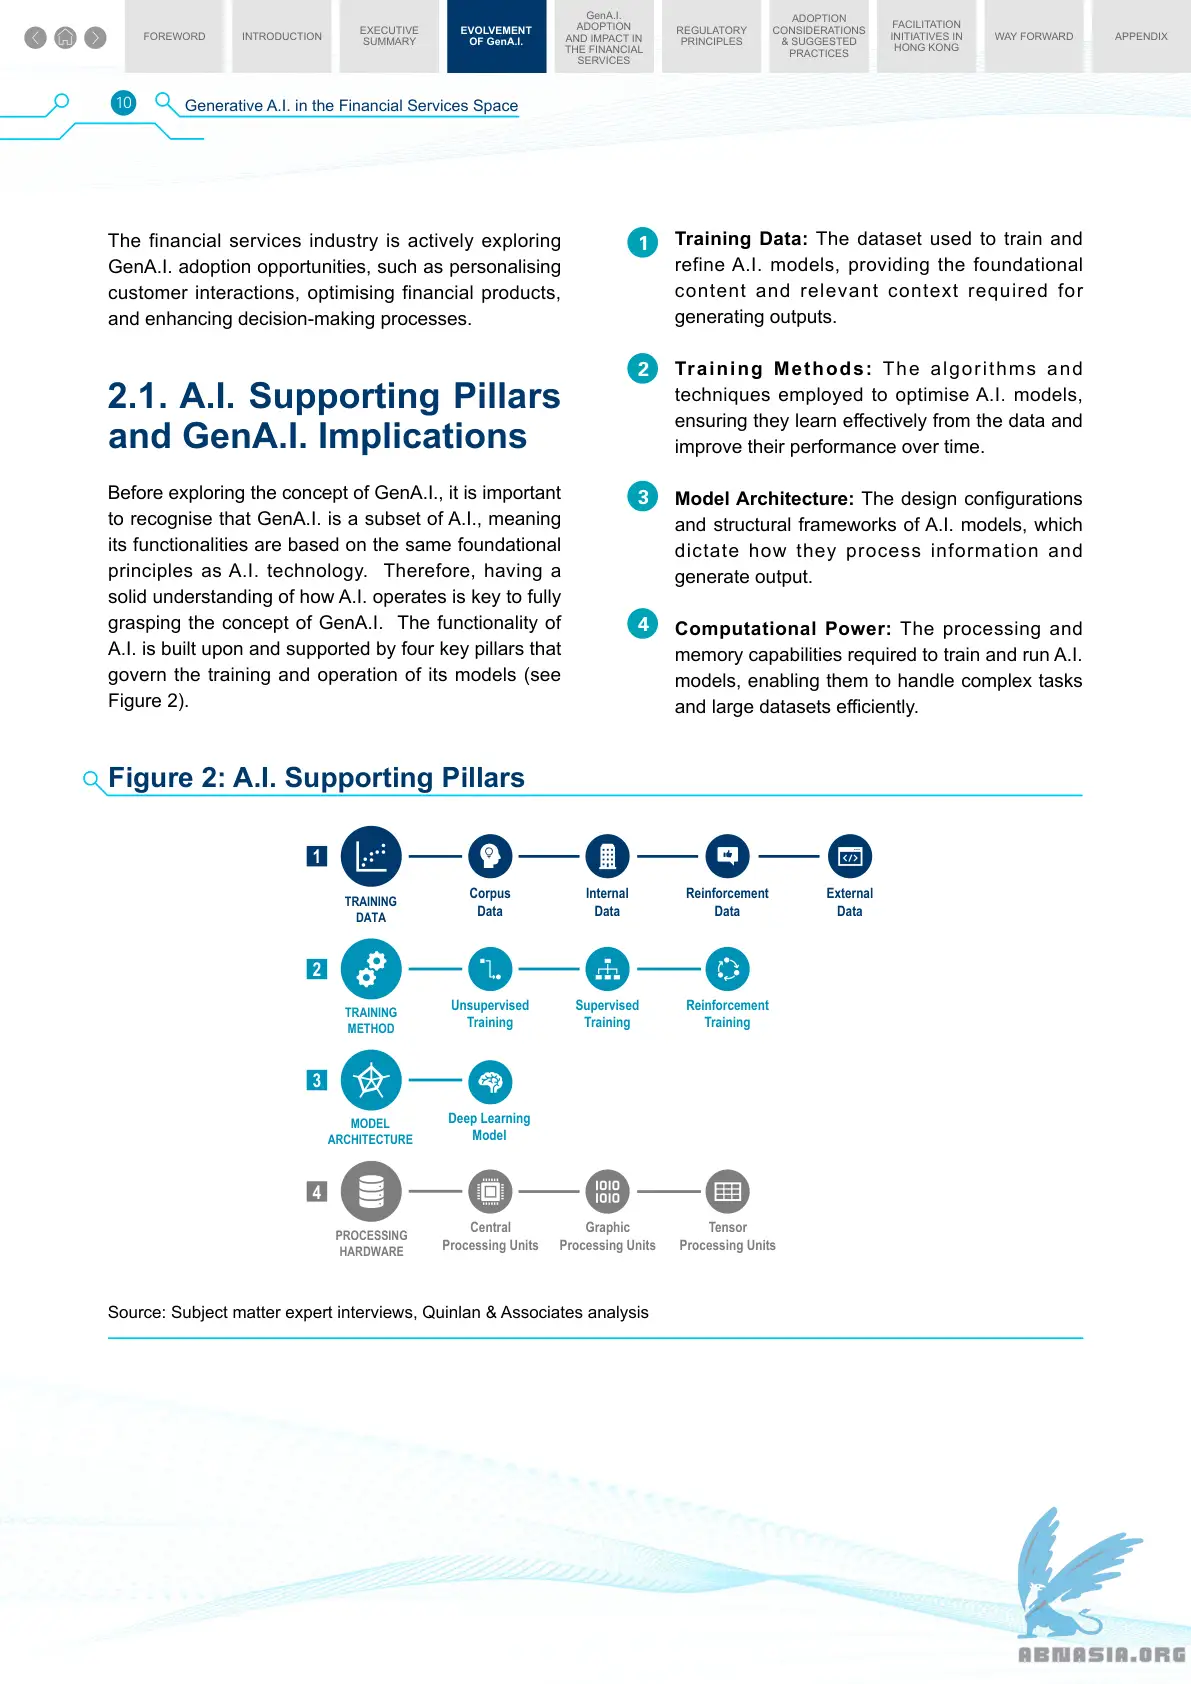 FOREWORD
INTRODUCTION
EXECUTIVE
SUMMARY
EVOLVEMENT
OF GenA.I.
GenA.I.
ADOPTION
AND IMPACT IN
THE FINANCIAL
SERVICES
REGULATORY
PRINCIPLES
ADOPTION
CONSIDERATIONS
& SUGGESTED
PRACTICES
FACILITATION
INITIATIVES IN
HONG KONG
WAY FORWARD
APPENDIX
10
Generative A.I. in the Financial Services Space
The financial services industry is actively exploring
GenA.I. adoption opportunities, such as personalising
customer interactions, optimising financial products,
and enhancing decision-making processes.
2.1. A.I. Supporting Pillars
and GenA.I. Implications
Before exploring the concept of GenA.I., it is important
to recognise that GenA.I. is a subset of A.I., meaning
its functionalities are based on the same foundational
principles as A.I. technology. Therefore, having a
solid understanding of how A.I. operates is key to fully
grasping the concept of GenA.I. The functionality of
A.I. is built upon and supported by four key pillars that
govern the training and operation of its models (see
Figure 2).
1 Training Data: The dataset used to train and
refine A.I. models, providing the foundational
content and relevant context required for
generating outputs.
2 Training Methods: The algorithms and
techniques employed to optimise A.I. models,
ensuring they learn effectively from the data and
improve their performance over time.
3 Model Architecture: The design configurations
and structural frameworks of A.I. models, which
dictate how they process information and
generate output.
4 Computational Power: The processing and
memory capabilities required to train and run A.I.
models, enabling them to handle complex tasks
and large datasets efficiently.
Figure 2: A.I. Supporting Pillars
1
TRAINING
DATA
Corpus
Data
Internal
Data
Reinforcement
Data
External
Data
2
TRAINING
METHOD
Unsupervised
Training
Supervised
Training
Reinforcement
Training
3
MODEL
ARCHITECTURE
Deep Learning
Model
4
IOIO
IOIO
PROCESSING
HARDWARE
Central
Processing Units
Graphic
Processing Units
Tensor
Processing Units
Source: Subject matter expert interviews, Quinlan & Associates analysis
ABNASIA.ORG